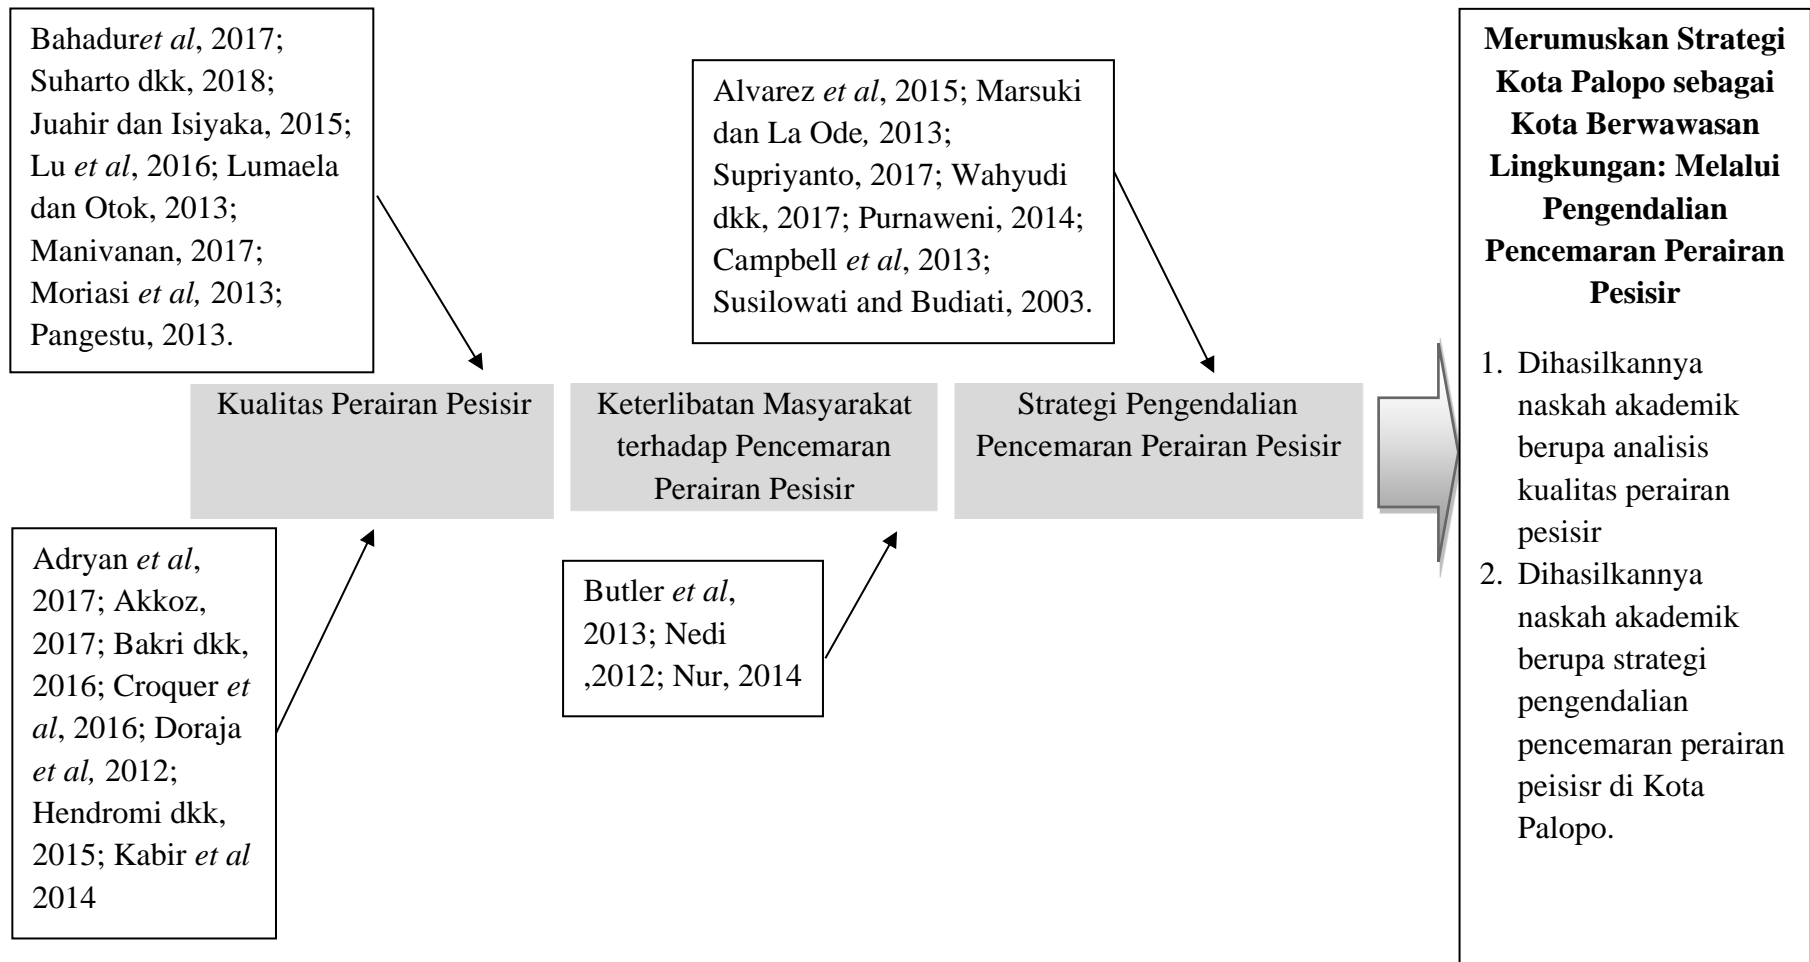 Bahaduret al, 2017;
Suharto dkk, 2018;
Juahir dan Isiyaka, 2015;
Lu et al, 2016; Lumaela
dan Otok, 2013;
Manivanan, 2017;
Moriasi et al, 2013;
Pangestu, 2013.
Alvarez et al, 2015; Marsuki
dan La Ode, 2013;
Supriyanto, 2017; Wahyudi
dkk, 2017; Purnaweni, 2014;
Campbell et al, 2013;
Susilowati and Budiati, 2003.
Kualitas Perairan Pesisir
Keterlibatan Masyarakat
terhadap Pencemaran
Perairan Pesisir
Strategi Pengendalian
Pencemaran Perairan Pesisir
Adryan et al,
2017; Akkoz,
2017; Bakri dkk,
2016; Croquer et
al, 2016; Doraja
et al, 2012;
Hendromi dkk,
2015; Kabir et al
2014
Butler et al,
2013; Nedi
,2012; Nur, 2014
Merumuskan Strategi
Kota Palopo sebagai
Kota Berwawasan
Lingkungan: Melalui
Pengendalian
Pencemaran Perairan
Pesisir
1. Dihasilkannya
naskah akademik
berupa analisis
kualitas perairan
pesisir
2. Dihasilkannya
naskah akademik
berupa strategi
pengendalian
pencemaran perairan
peisisr di Kota
Palopo.